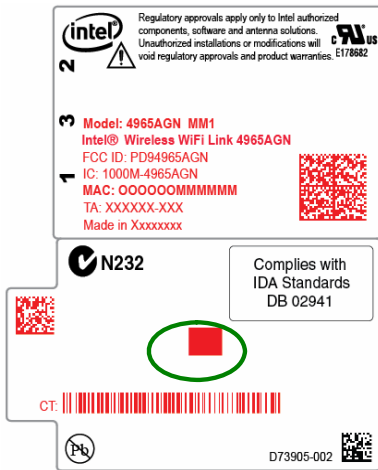 intel®
Regulatory approvals apply only to Intel authorized
components, software and antenna solutions.
Unauthorized installations or modifications will
void regulatory approvals and product warranties.
c RU us
E178682
2
3
1
Model: 4965AGN MM1
Intel® Wireless WiFi Link 4965AGN
FCC ID: PD94965AGN
IC: 1000M-4965AGN
MAC: OOOOOOMMMMMM
TA: XXXXXX-XXX
Made in Xxxxxxxx
N232
Complies with
IDA Standards
DB 02941
CT:
Pb
D73905-002